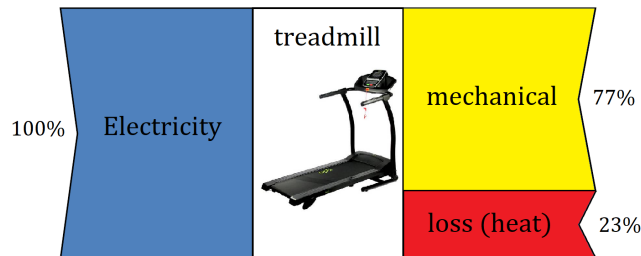 treadmill
100%
Electricity
mechanical
77%
loss (heat)
23%